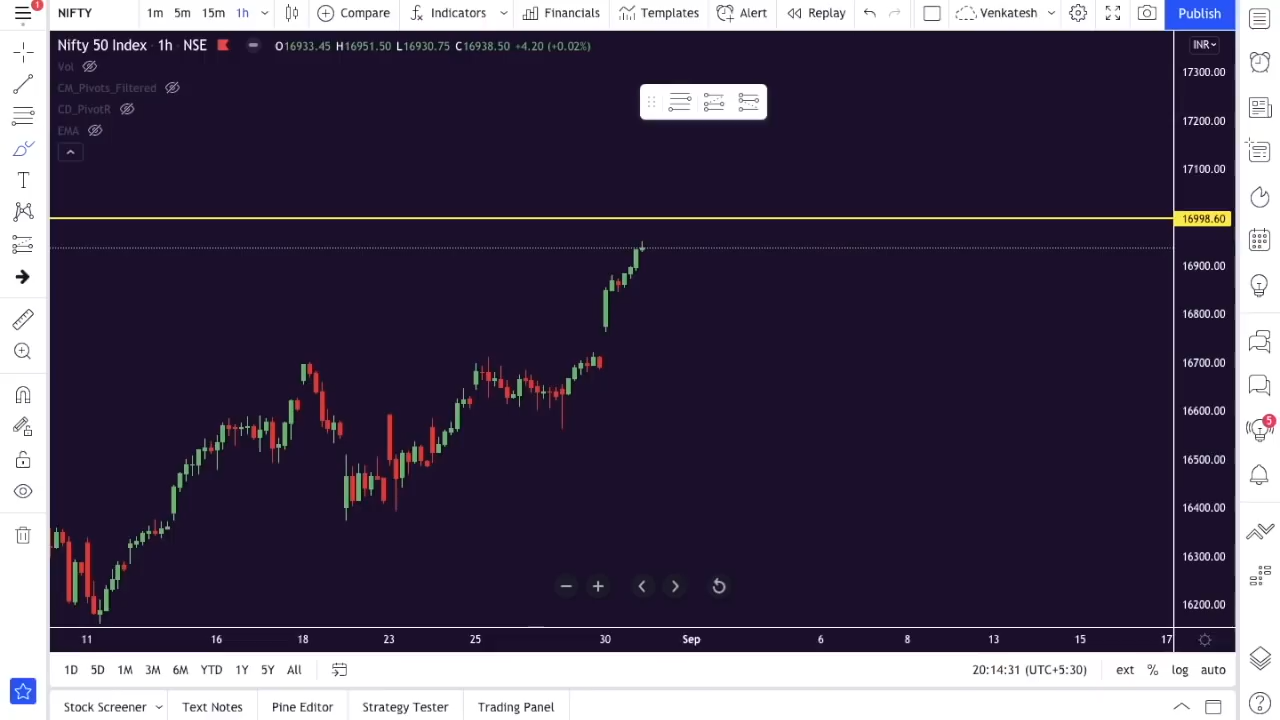 1
NIFTY 1m 5m 15m 1h Compare Indicators Financials Templates Alert Replay Venkatesh Publish
Nifty 50 Index · 1h · NSE O16933.45 H16951.50 L16930.75 C16938.50 +4.20 (+0.02%) INR
Vol
CM_Pivots_Filtered
CD_PivotR
EMA
17300.00
17200.00
17100.00
16998.60
16900.00
16800.00
16700.00
16600.00
16500.00
16400.00
16300.00
16200.00
5
11 16 18 23 25 30 Sep 6 8 13 15 17
1D 5D 1M 3M 6M YTD 1Y 5Y All 20:14:31 (UTC+5:30) ext % log auto
Stock Screener Text Notes Pine Editor Strategy Tester Trading Panel